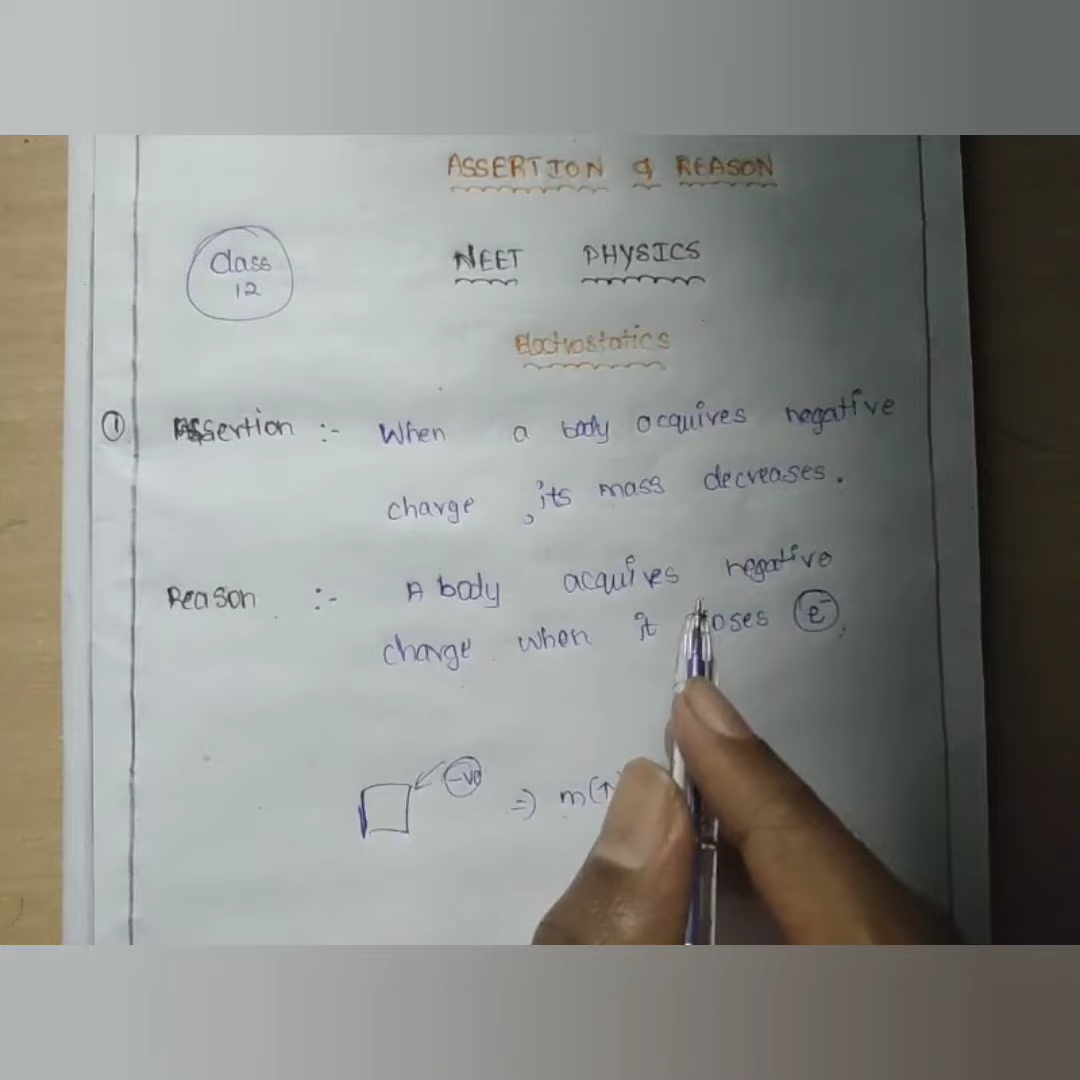 ASSERTION & REASON
Class
12
NEET PHYSICS
Electrostatics
① Assertion :- When a body acquires negative
charge, its mass decreases.
Reason :- A body acquires negative
charge when it loses e⁻.
-ve
⇒ m(↑)